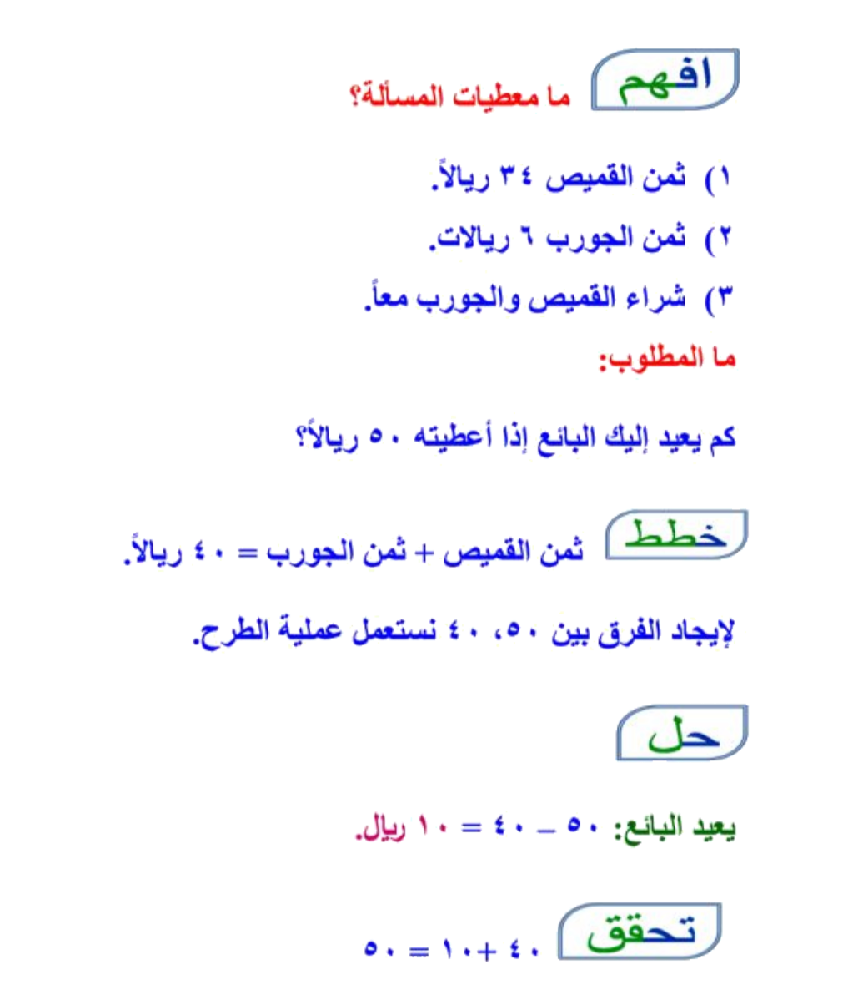 افهم ما معطيات المسألة؟
١) ثمن القميص ٣٤ ريالاً.
٢) ثمن الجورب ٦ ريالات.
٣) شراء القميص والجورب معاً.
ما المطلوب:
كم يعيد إليك البائع إذا أعطيته ٥٠ ريالاً؟
خطط ثمن القميص + ثمن الجورب = ٤٠ ريالاً.
لإيجاد الفرق بين ٥٠، ٤٠ نستعمل عملية الطرح.
حل
يعيد البائع: ٥٠ – ٤٠ = ١٠ ريال.
تحقق ٤٠ +١٠ = ٥٠